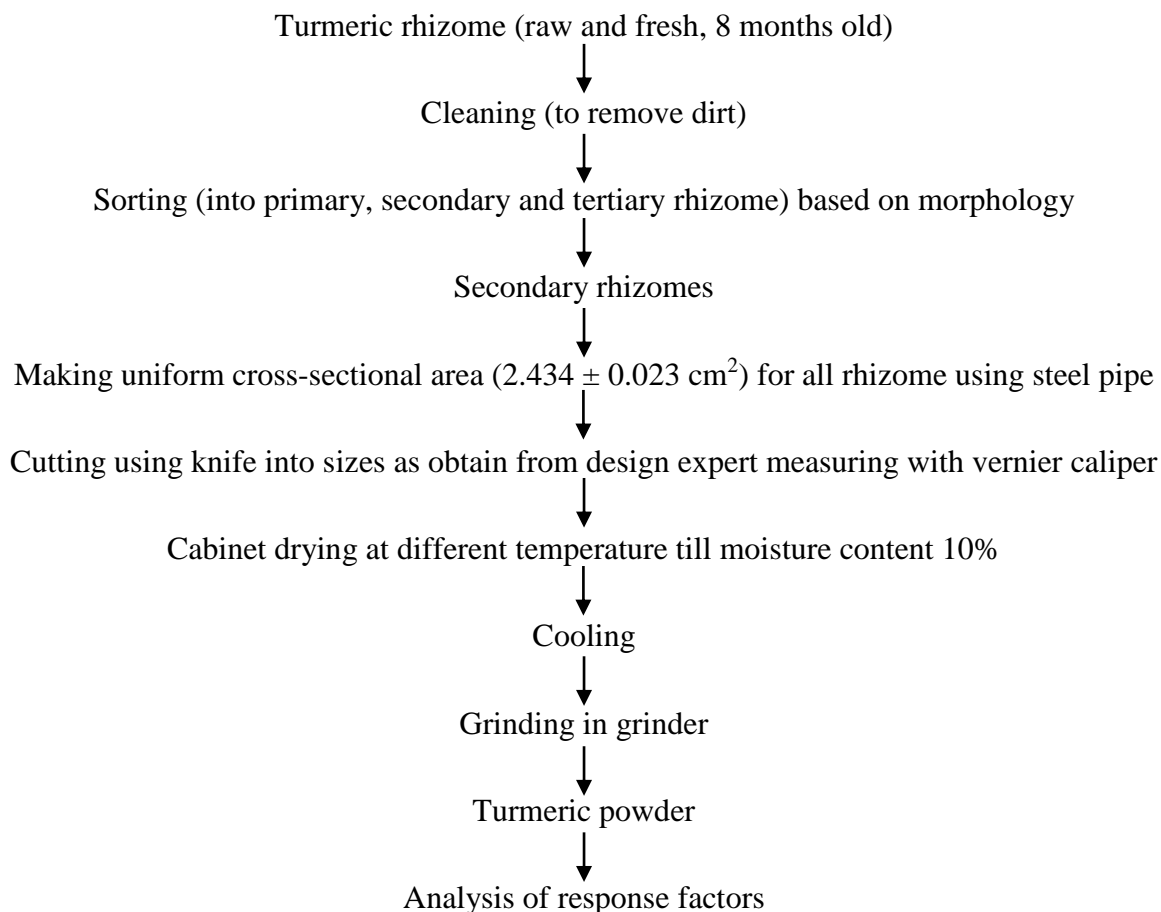 Turmeric rhizome (raw and fresh, 8 months old)
Cleaning (to remove dirt)
Sorting (into primary, secondary and tertiary rhizome) based on morphology
Secondary rhizomes
Making uniform cross-sectional area (2.434 ± 0.023 cm²) for all rhizome using steel pipe
Cutting using knife into sizes as obtain from design expert measuring with vernier caliper
Cabinet drying at different temperature till moisture content 10%
Cooling
Grinding in grinder
Turmeric powder
Analysis of response factors